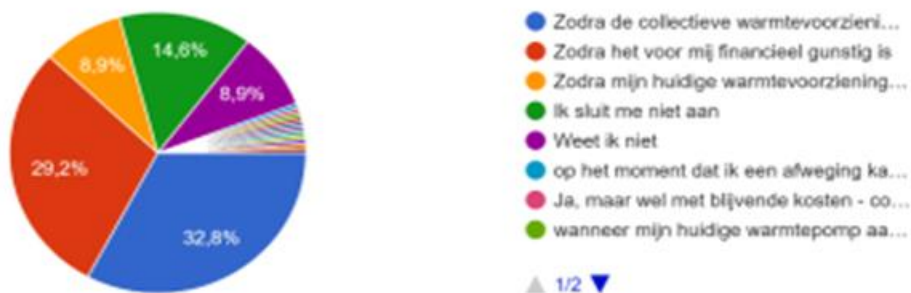 14,6%
8,9%
8,9%
29,2%
32,8%
Zodra de collectieve warmtevoorzieni...
Zodra het voor mij financieel gunstig is
Zodra mijn huidige warmtevoorziening...
Ik sluit me niet aan
Weet ik niet
op het moment dat ik een afweging ka...
Ja, maar wel met blijvende kosten - co...
wanneer mijn huidige warmtepomp aa...
1/2